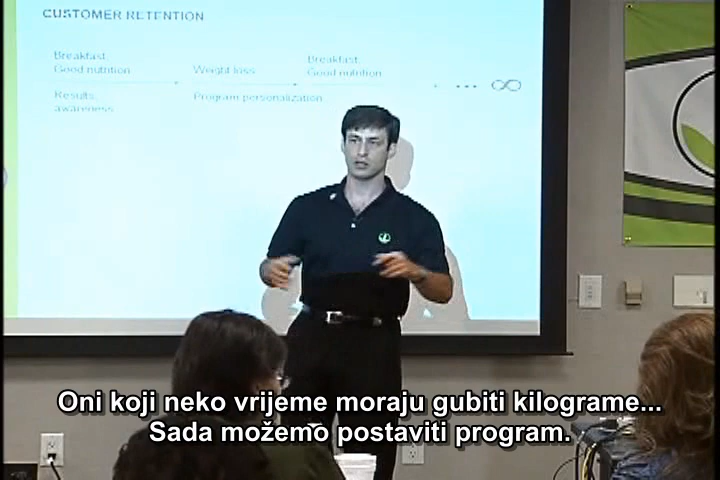 CUSTOMER RETENTION
Breakfast,
Good nutrition
Weight loss
Breakfast,
Good nutrition
... ∞
Results,
awareness
Program personalization
Oni koji neko vrijeme moraju gubiti kilograme...
Sada možemo postaviti program.